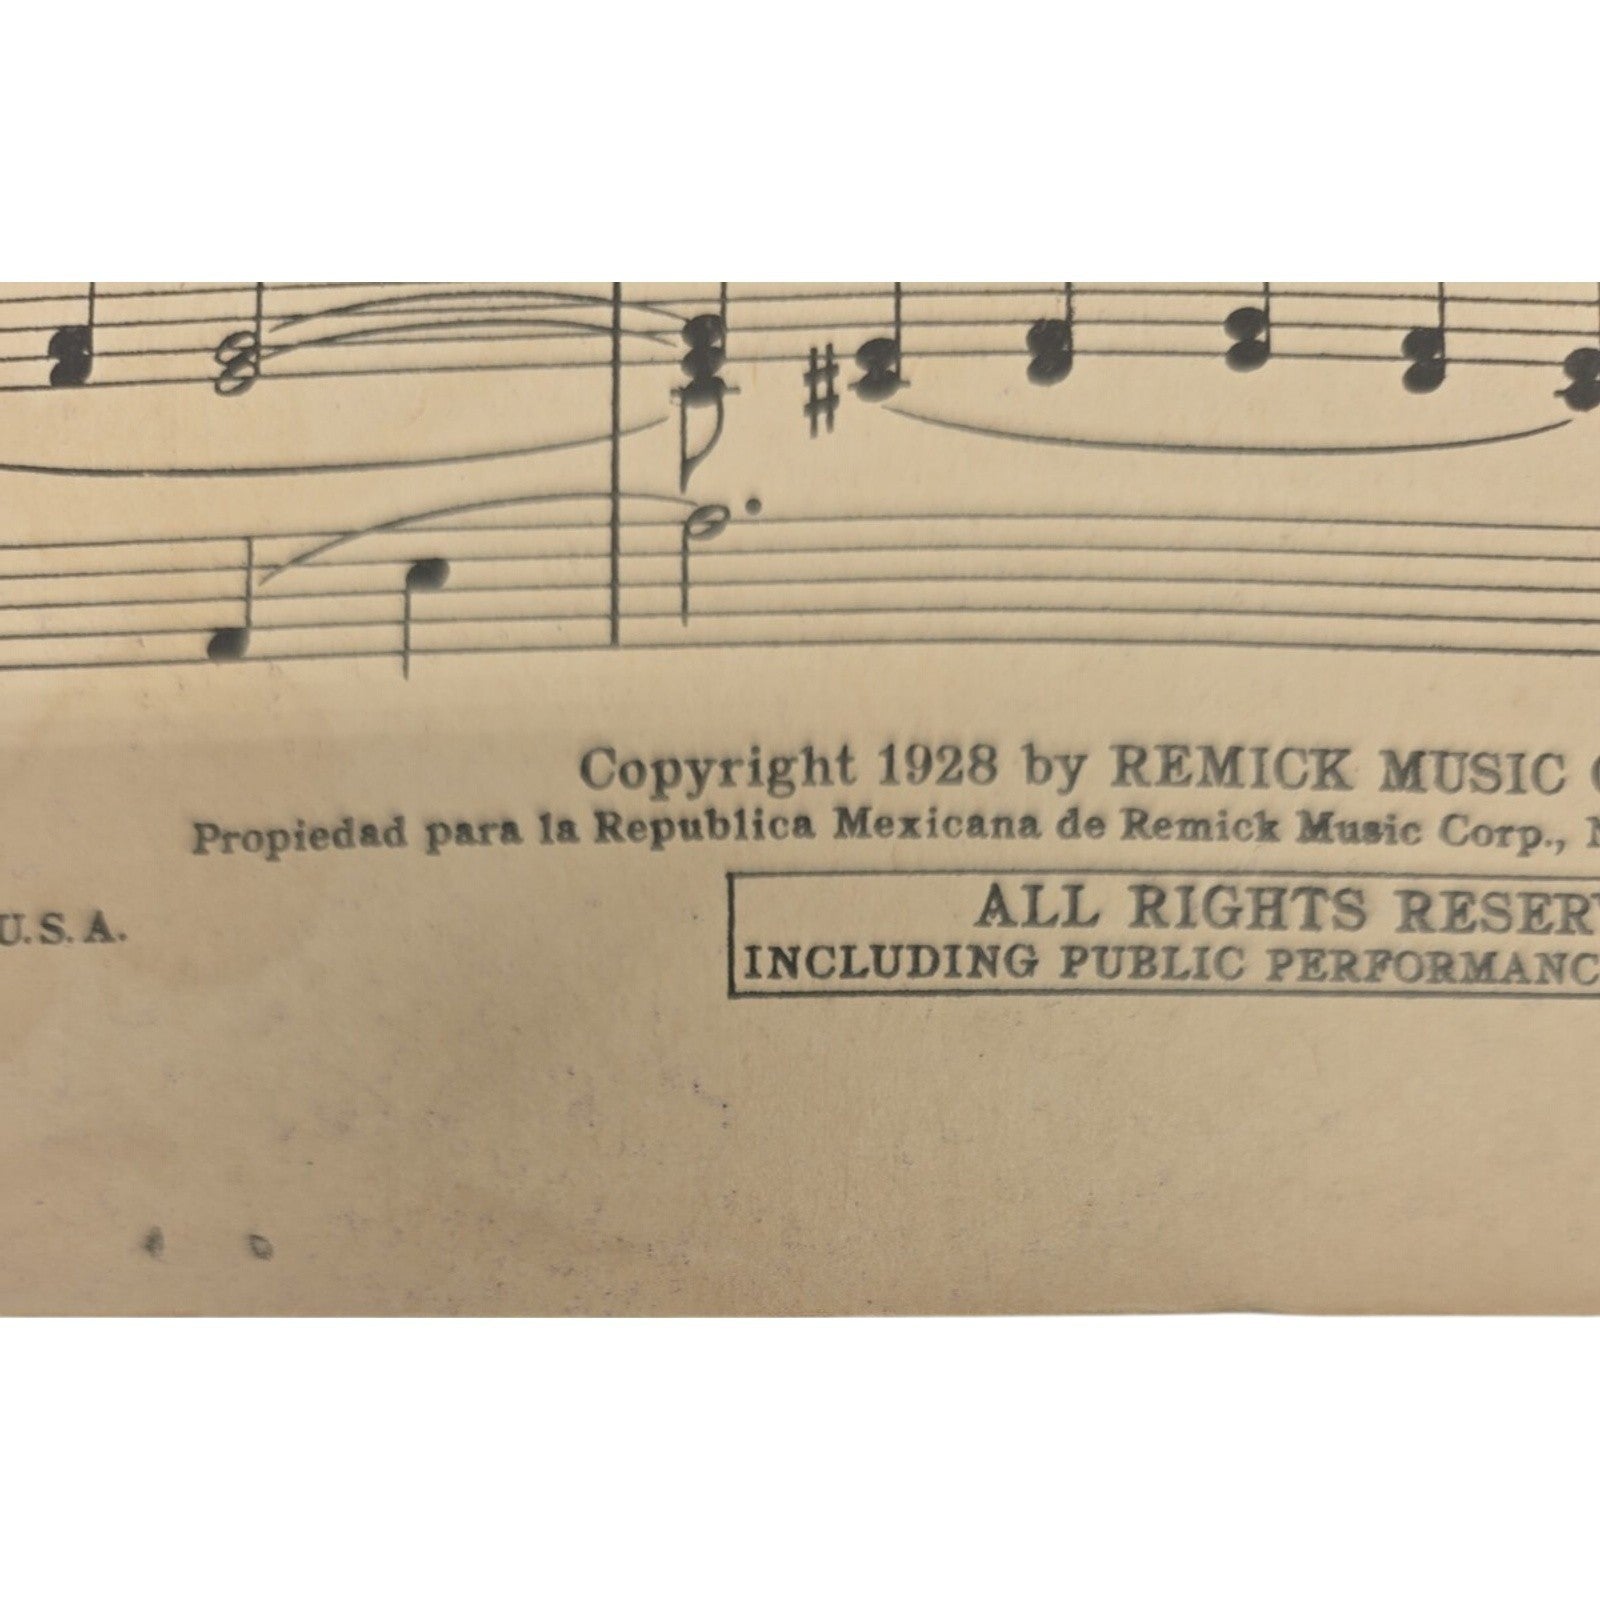 Copyright 1928 by REMICK MUSIC
Propiedad para la Republica Mexicana de Remick Music Corp.,
U.S.A.
ALL RIGHTS
INCLUDING PUBLIC